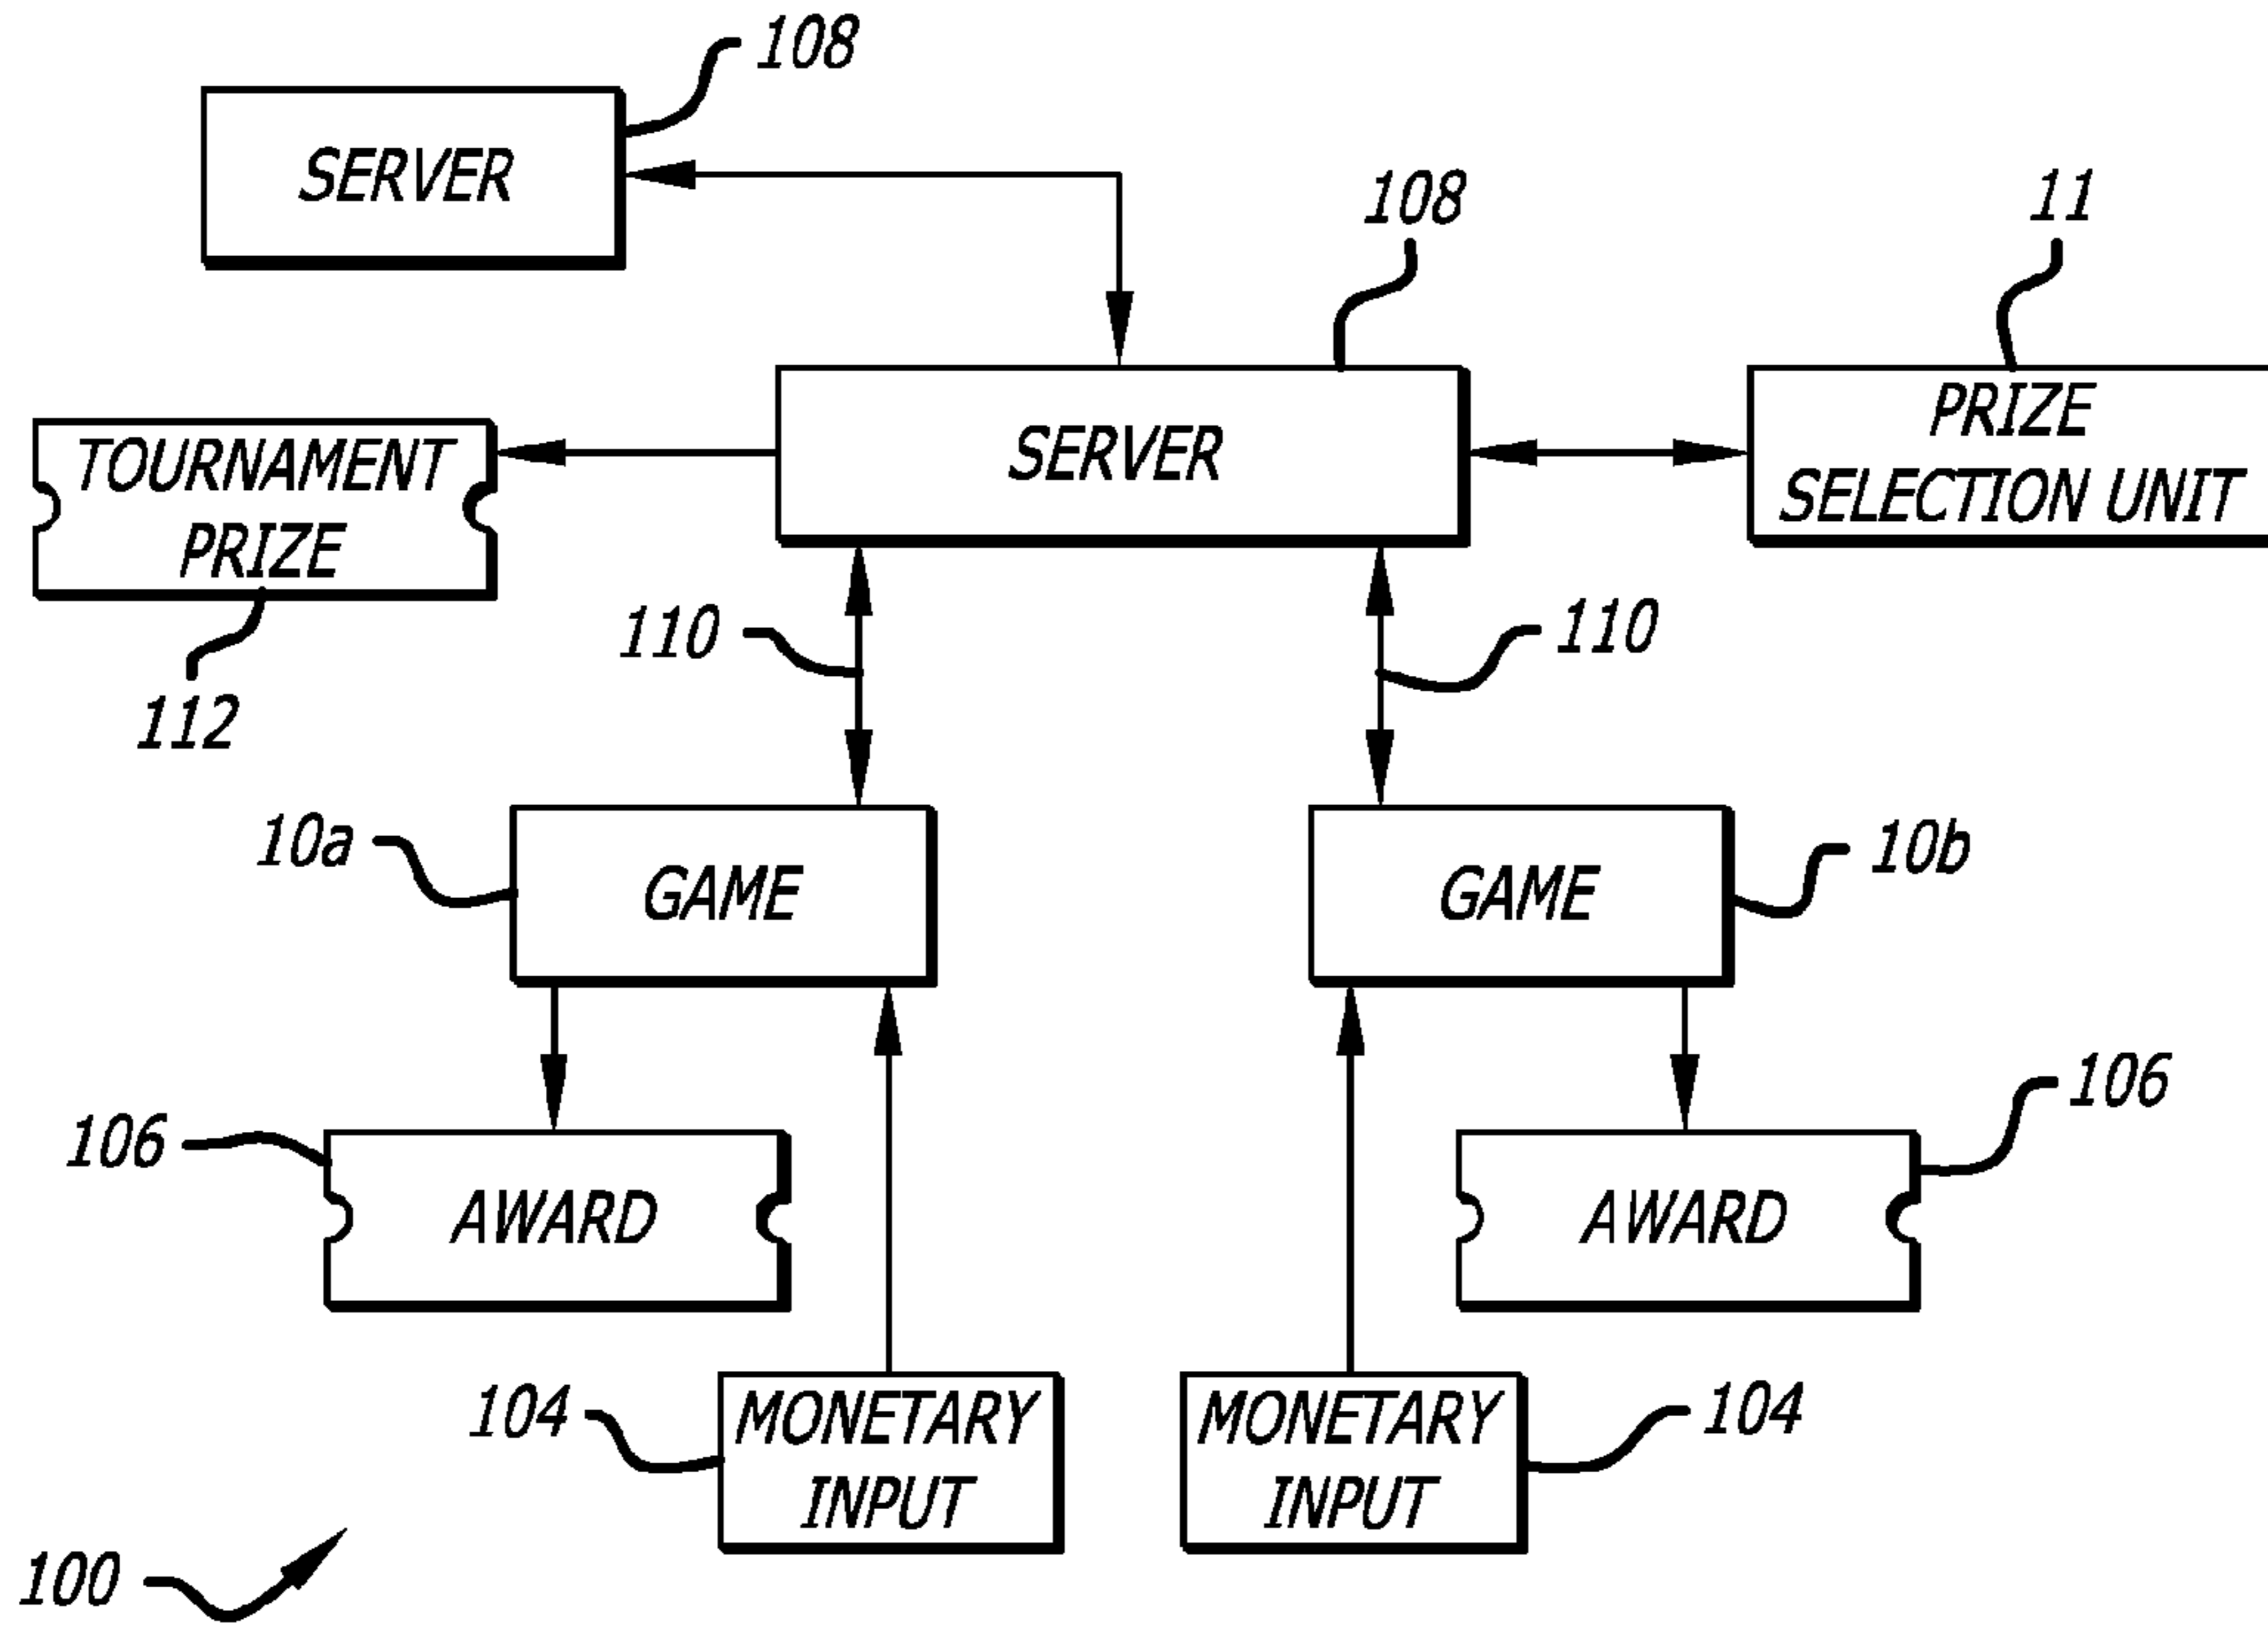 108
SERVER
108
11
TOURNAMENT
PRIZE
SERVER
PRIZE
SELECTION UNIT
110
110
112
10a
GAME
GAME
10b
106
AWARD
AWARD
106
104
MONETARY
INPUT
MONETARY
INPUT
104
100